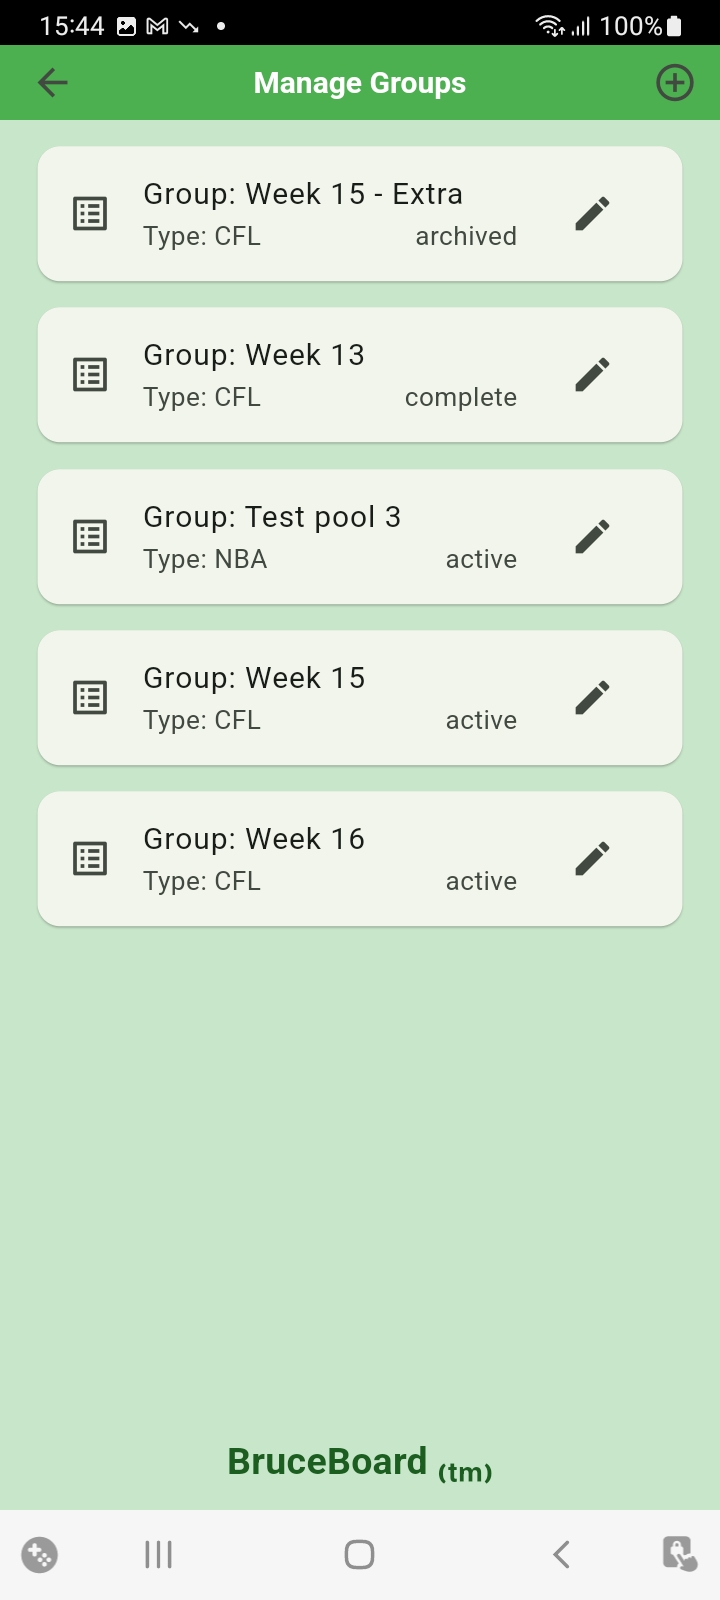 15:44 100%
Manage Groups
Group: Week 15 - Extra
Type: CFL archived
Group: Week 13
Type: CFL complete
Group: Test pool 3
Type: NBA active
Group: Week 15
Type: CFL active
Group: Week 16
Type: CFL active
BruceBoard (tm)